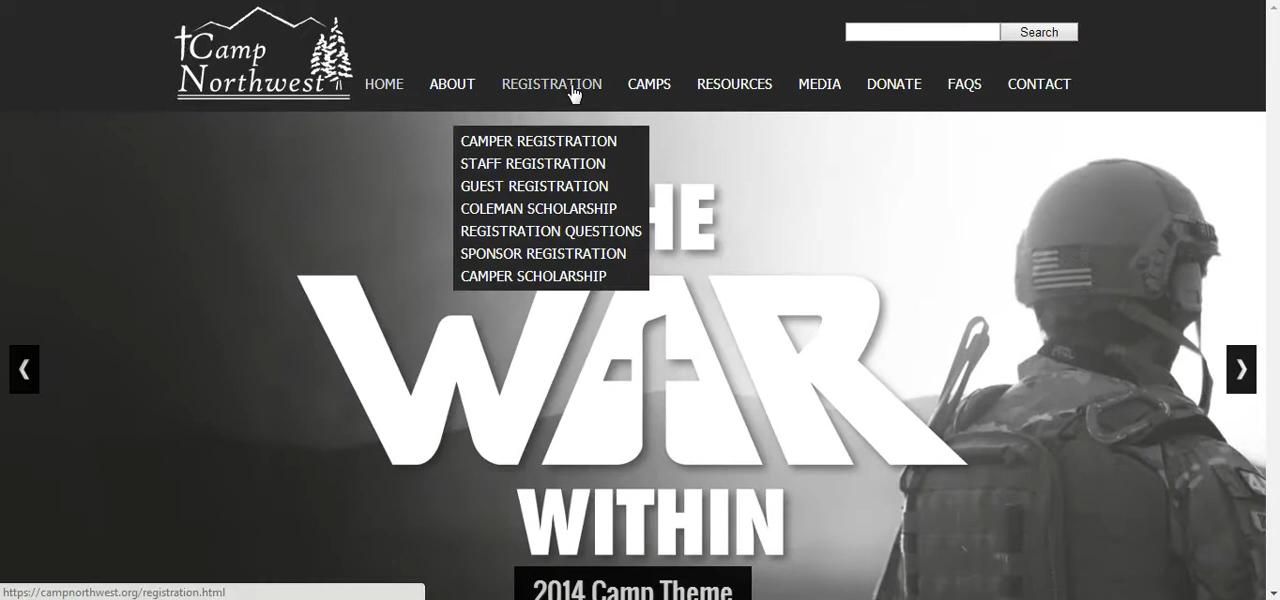 Camp
Northwest
Search
HOME ABOUT REGISTRATION CAMPS RESOURCES MEDIA DONATE FAQS CONTACT
CAMPER REGISTRATION
STAFF REGISTRATION
GUEST REGISTRATION
COLEMAN SCHOLARSHIP
REGISTRATION QUESTIONS
SPONSOR REGISTRATION
CAMPER SCHOLARSHIP
HE
WAR
WITHIN
2014 Camp Theme
https://campnorthwest.org/registration.html